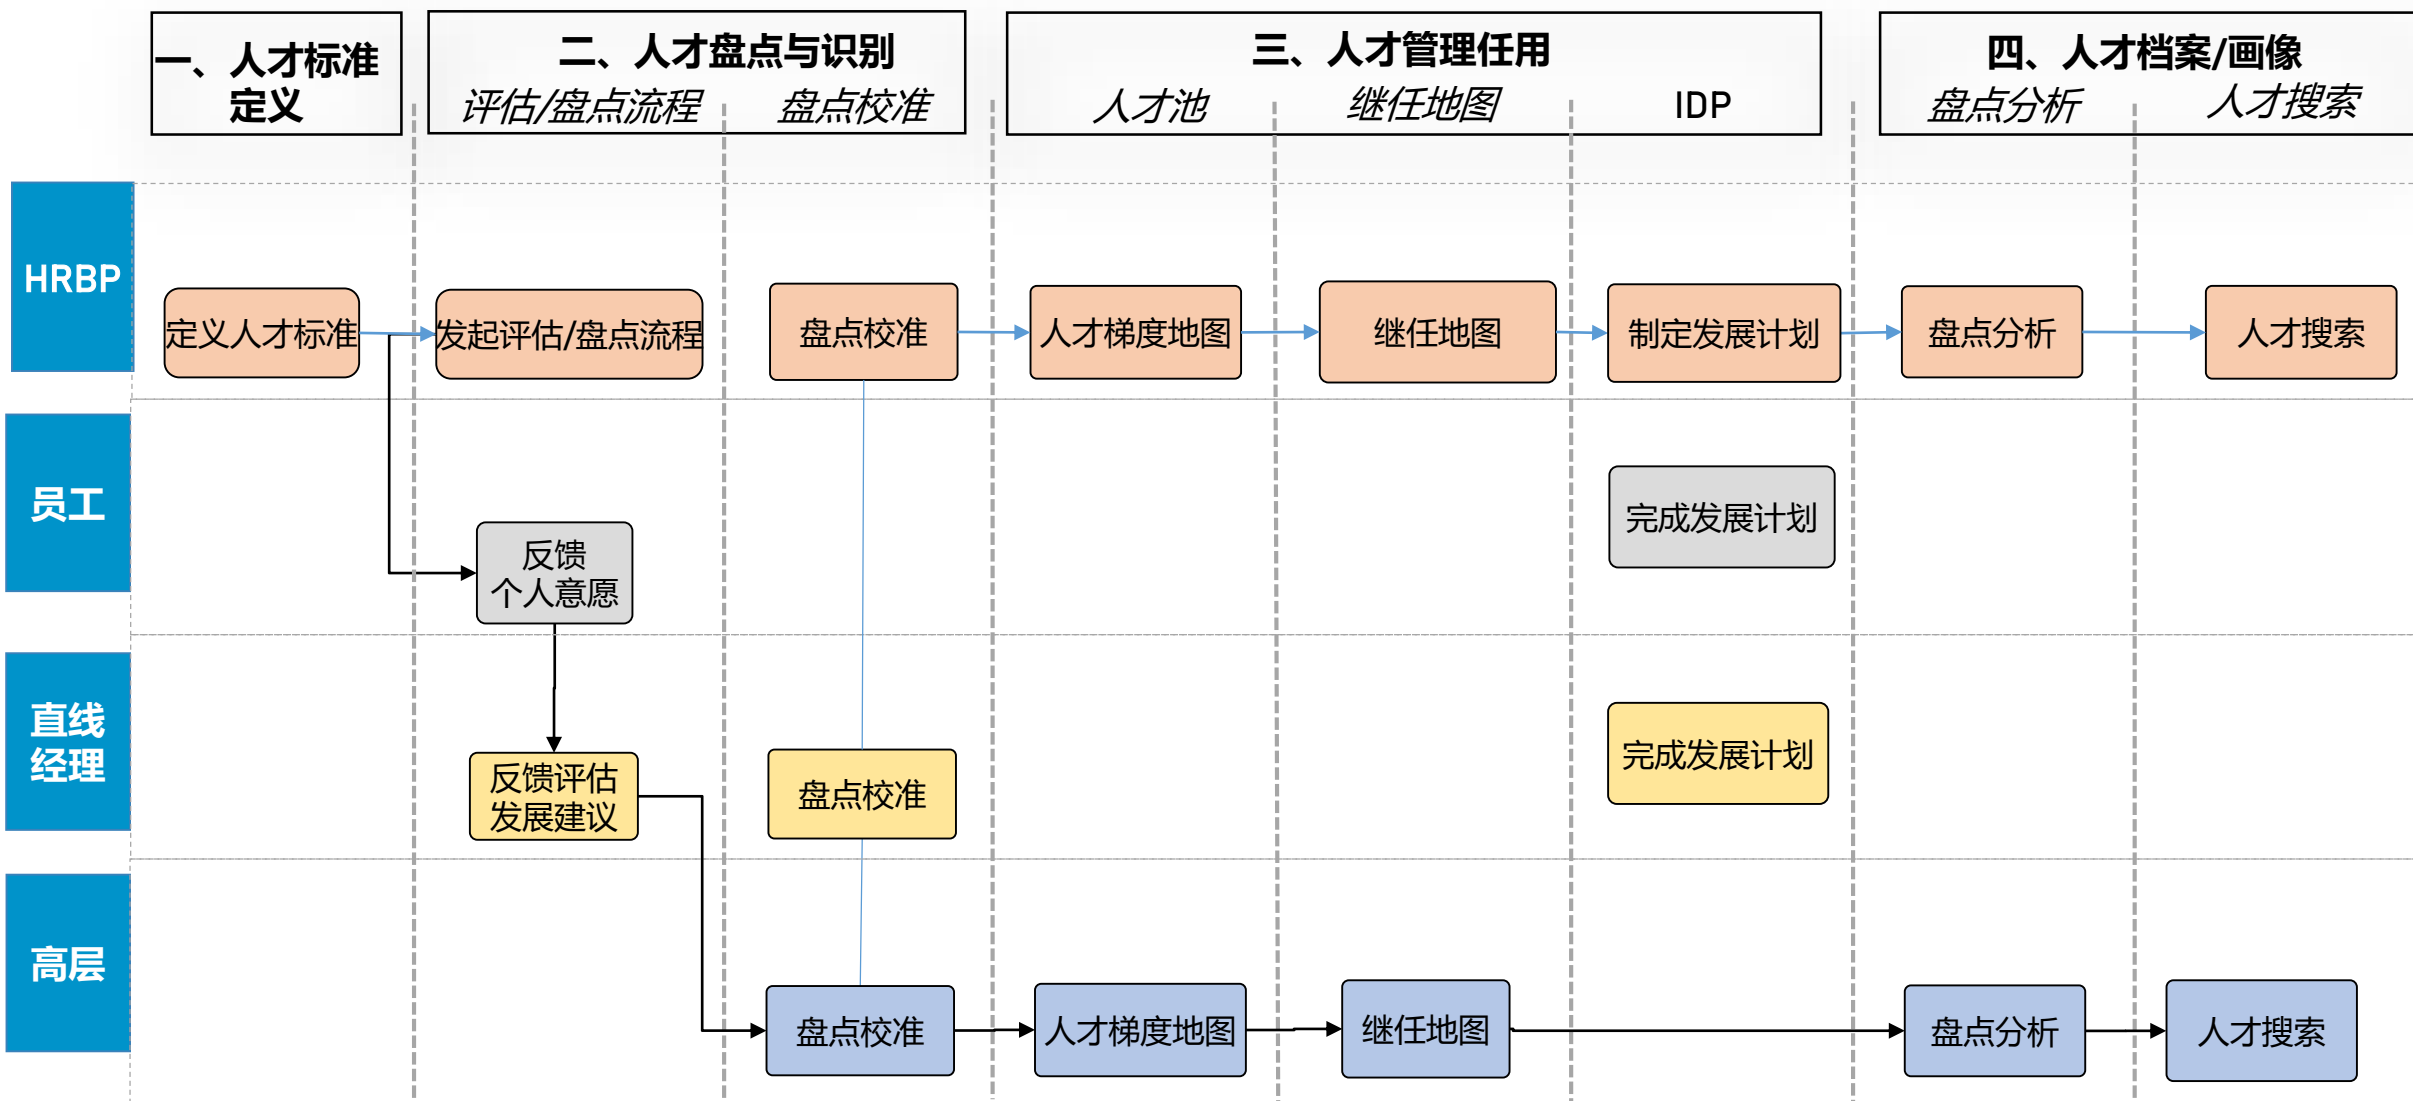 一、人才标准
定义
二、人才盘点与识别
评估/盘点流程
盘点校准
三、人才管理任用
人才池
继任地图
IDP
四、人才档案/画像
盘点分析
人才搜索
HRBP
定义人才标准
发起评估/盘点流程
盘点校准
人才梯度地图
继任地图
制定发展计划
盘点分析
人才搜索
员工
反馈
个人意愿
完成发展计划
直线
经理
反馈评估
发展建议
盘点校准
完成发展计划
高层
盘点校准
人才梯度地图
继任地图
盘点分析
人才搜索